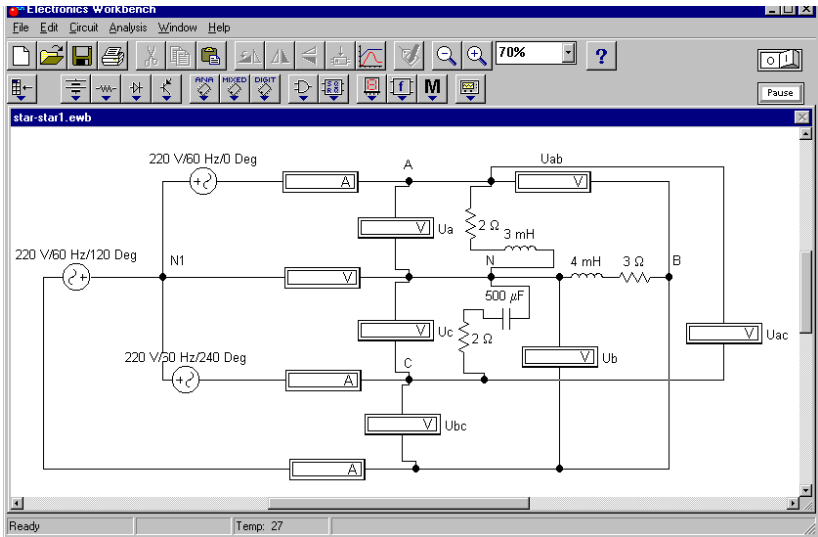 Electronics Workbench
File Edit Circuit Analysis Window Help
70%
?
ANA MIXED DIGIT
M
Pause
star-star1.ewb
220 V/60 Hz/0 Deg
A
Uab
A
V
V
Ua
2 Ω
3 mH
220 V/60 Hz/120 Deg
N1
V
N
4 mH
3 Ω
B
500 µF
V
Uc
2 Ω
V
Uac
220 V/60 Hz/240 Deg
V
Ub
A
C
V
Ubc
A
Ready
Temp: 27